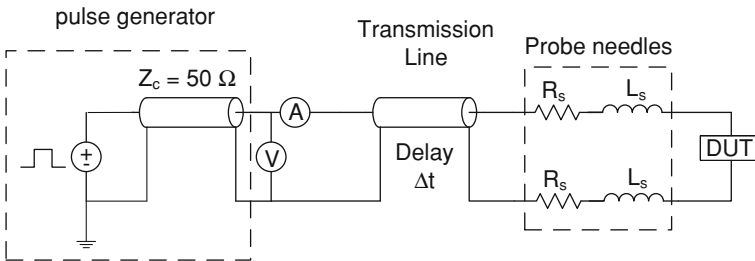 pulse generator
Z_c = 50 Ω
+
-
A
V
Transmission
Line
Delay
Δt
Probe needles
R_s
L_s
R_s
L_s
DUT